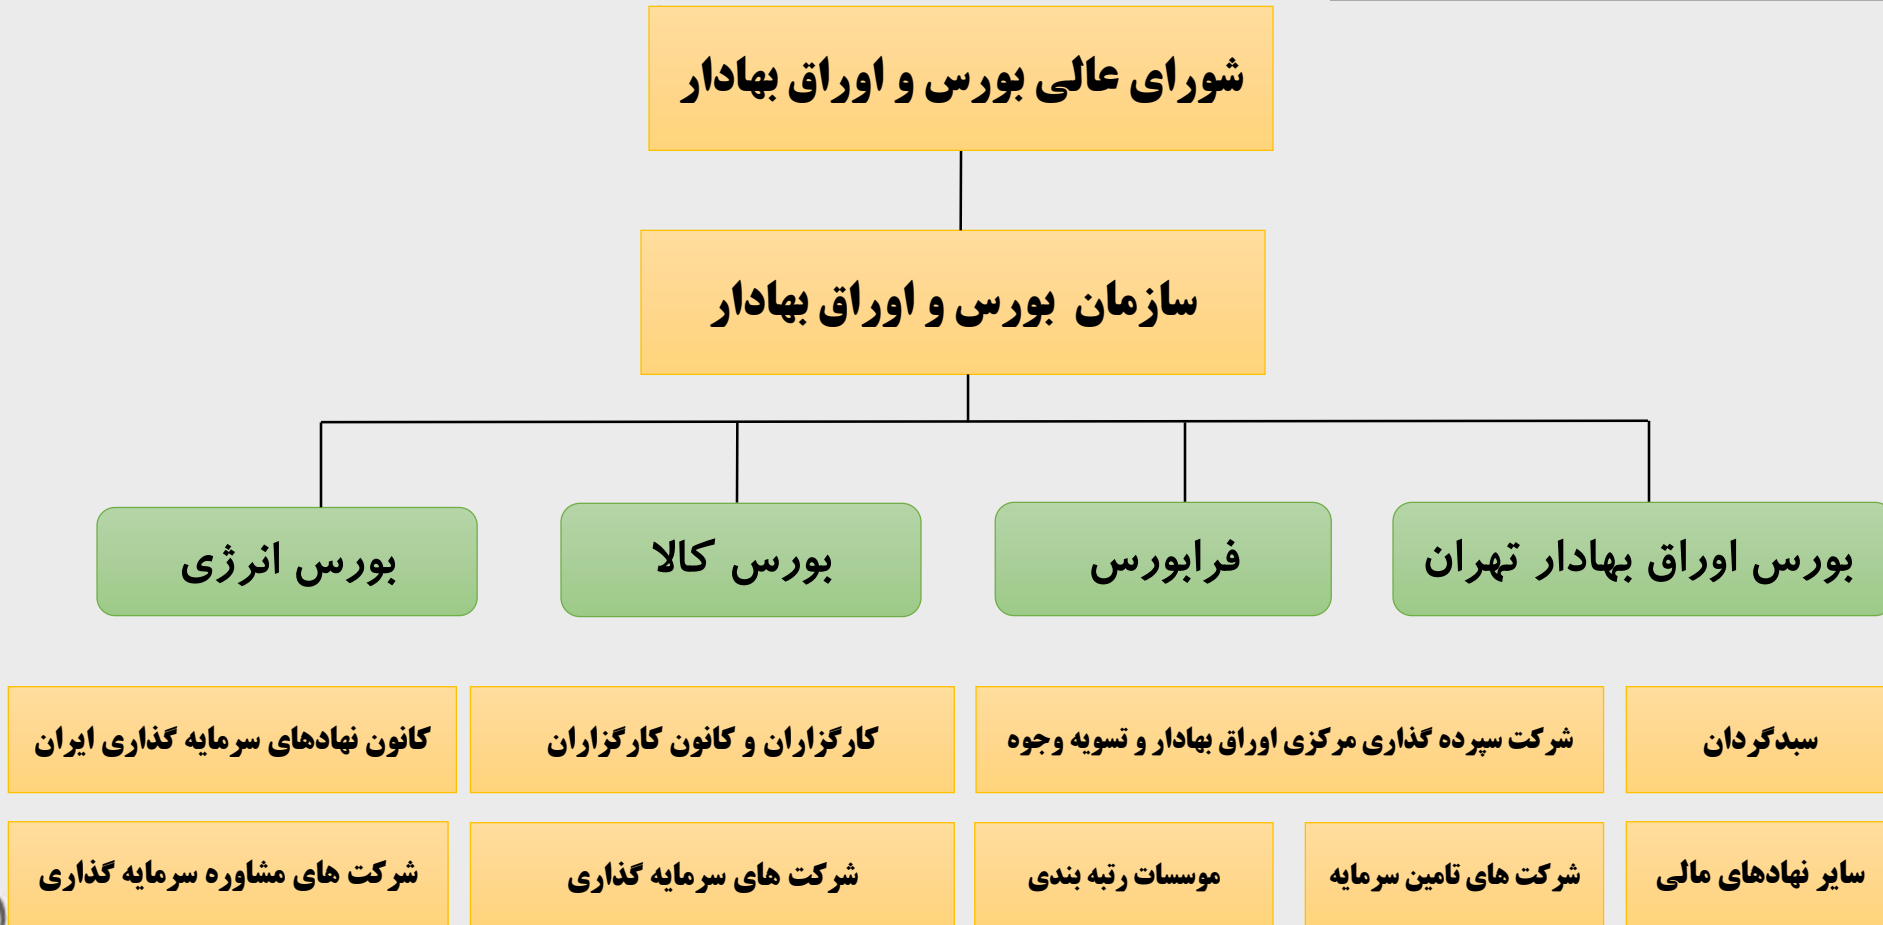 شورای عالی بورس و اوراق بهادار
سازمان بورس و اوراق بهادار
بورس اوراق بهادار تهران
فرابورس
بورس کالا
بورس انرژی
سبدگردان
شرکت سپرده گذاری مرکزی اوراق بهادار و تسویه وجوه
کارگزاران و کانون کارگزاران
کانون نهادهای سرمایه گذاری ایران
سایر نهادهای مالی
شرکت های تامین سرمایه
موسسات رتبه بندی
شرکت های سرمایه گذاری
شرکت های مشاوره سرمایه گذاری